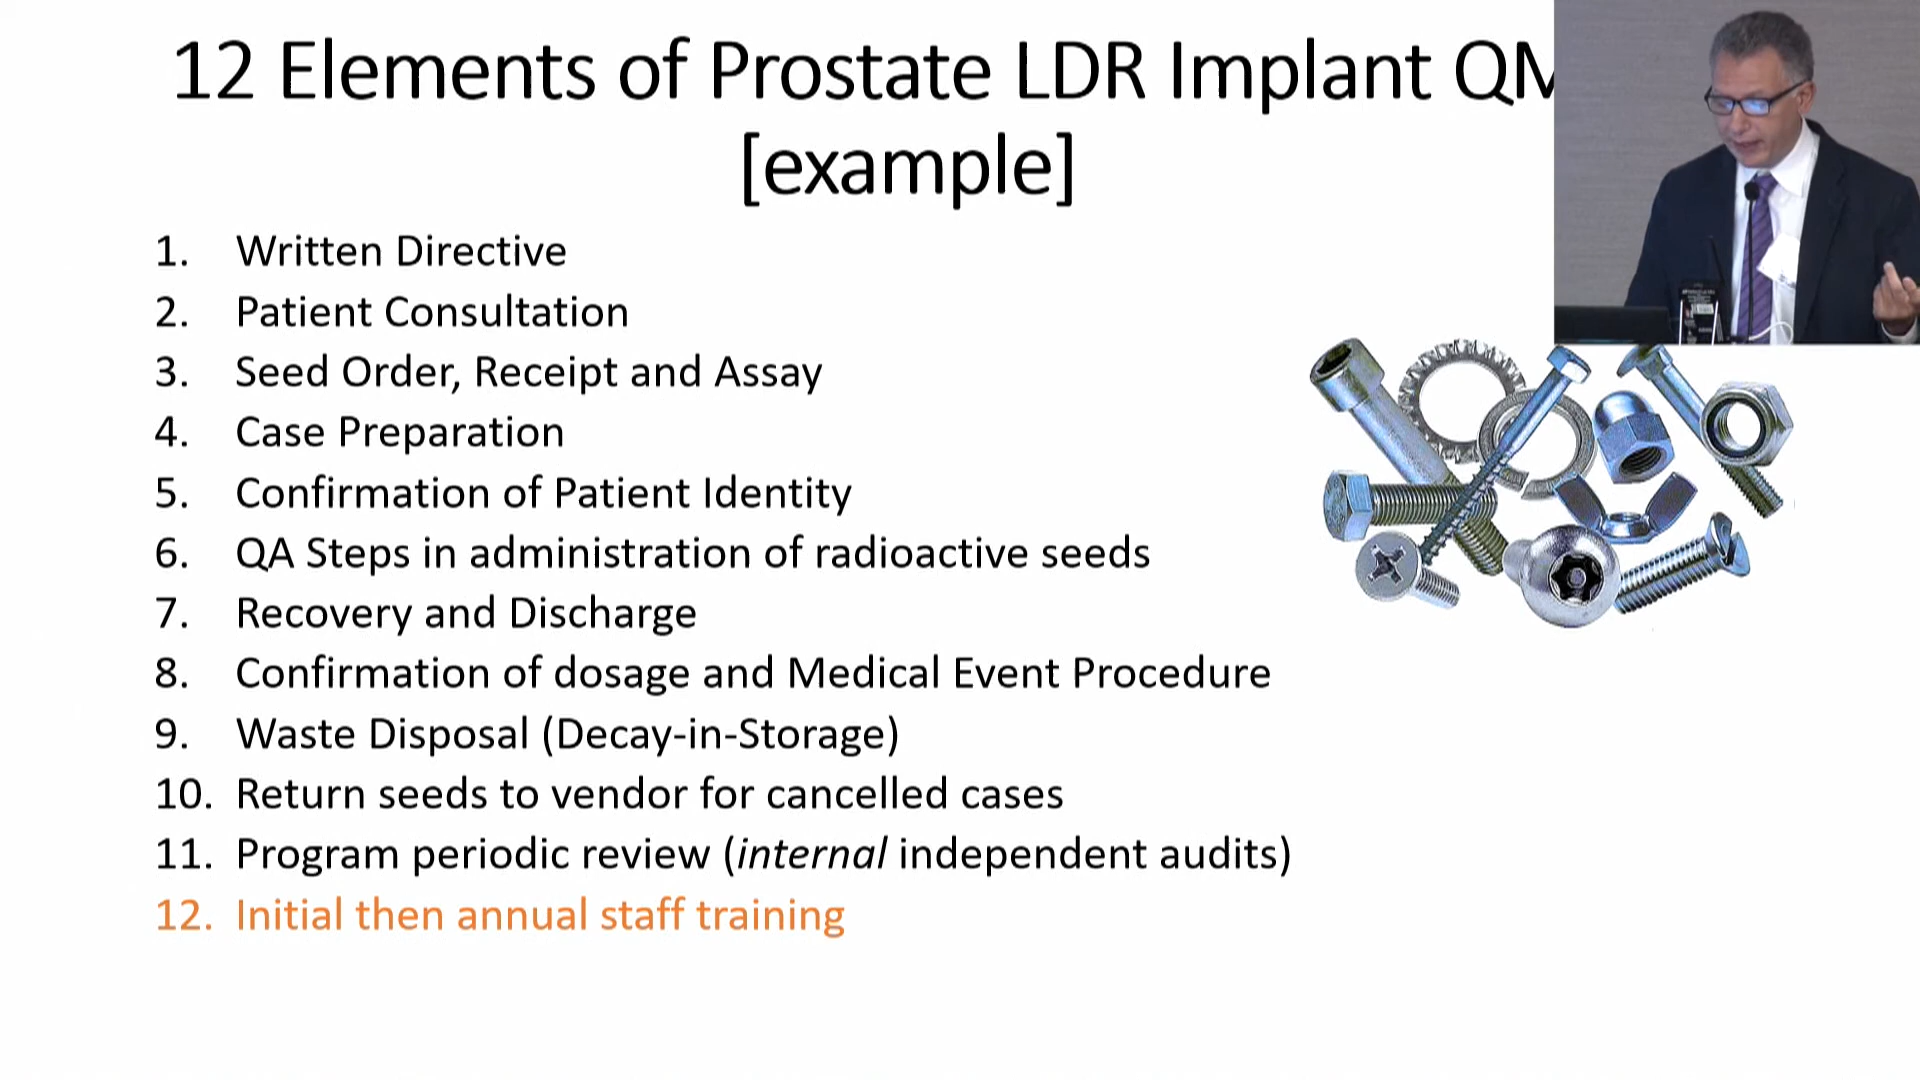 12 Elements of Prostate LDR Implant QM
[example]
1. Written Directive
2. Patient Consultation
3. Seed Order, Receipt and Assay
4. Case Preparation
5. Confirmation of Patient Identity
6. QA Steps in administration of radioactive seeds
7. Recovery and Discharge
8. Confirmation of dosage and Medical Event Procedure
9. Waste Disposal (Decay-in-Storage)
10. Return seeds to vendor for cancelled cases
11. Program periodic review (internal independent audits)
12. Initial then annual staff training